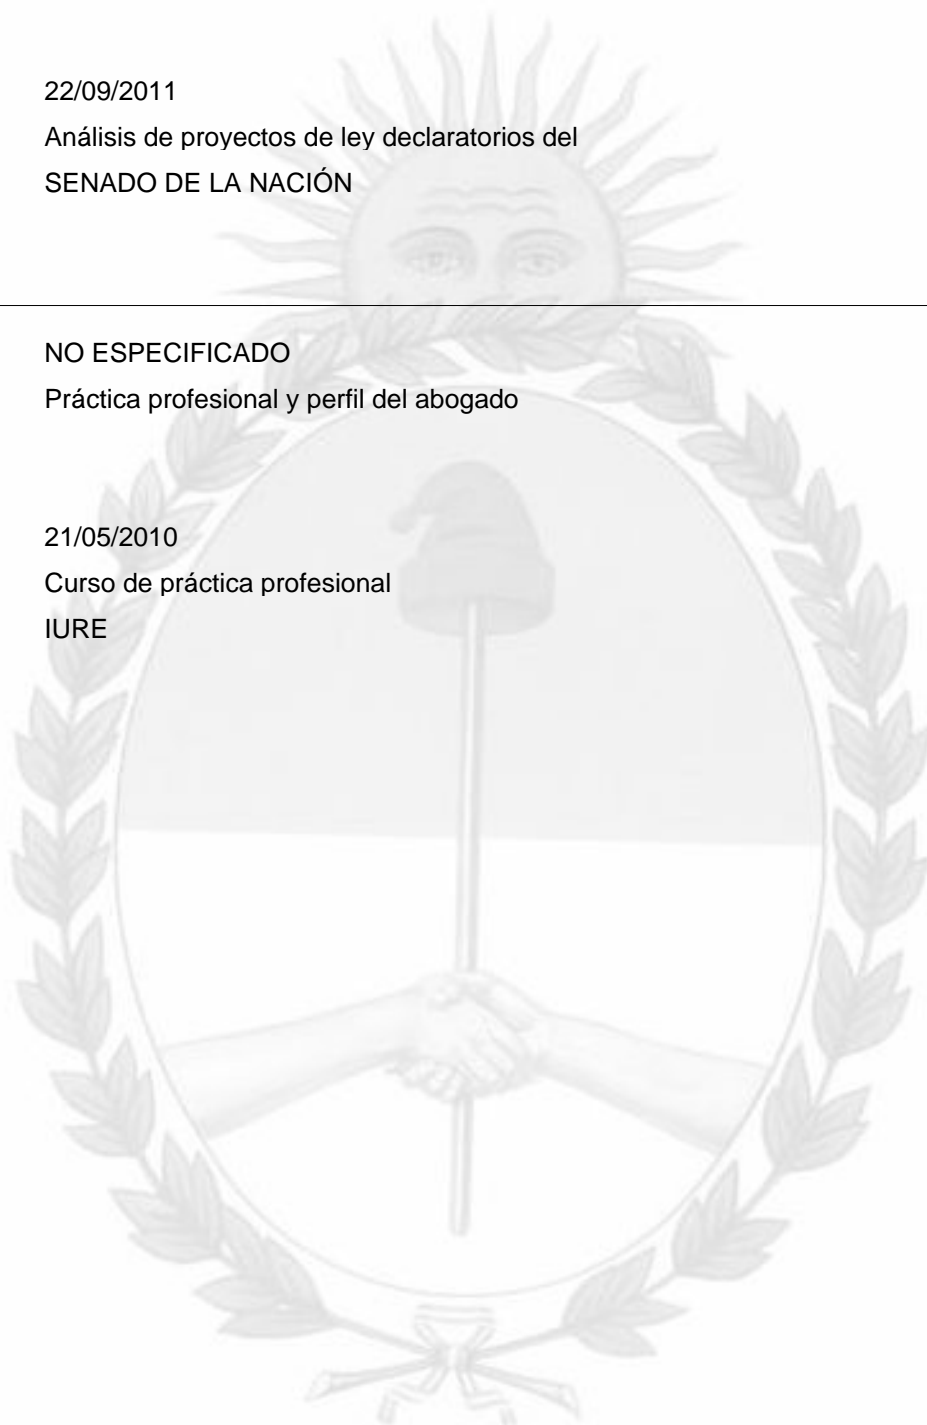 22/09/2011
Análisis de proyectos de ley declaratorios del
SENADO DE LA NACIÓN
NO ESPECIFICADO
Práctica profesional y perfil del abogado
21/05/2010
Curso de práctica profesional
IURE